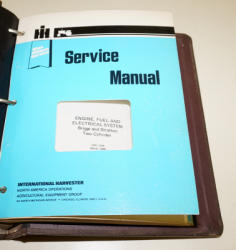 Service
Manual
ENGINE, FUEL AND
ELECTRICAL SYSTEM
Briggs and Stratton
Two-Cylinder
INTERNATIONAL HARVESTER
NORTH AMERICA OPERATIONS
AGRICULTURAL EQUIPMENT GROUP